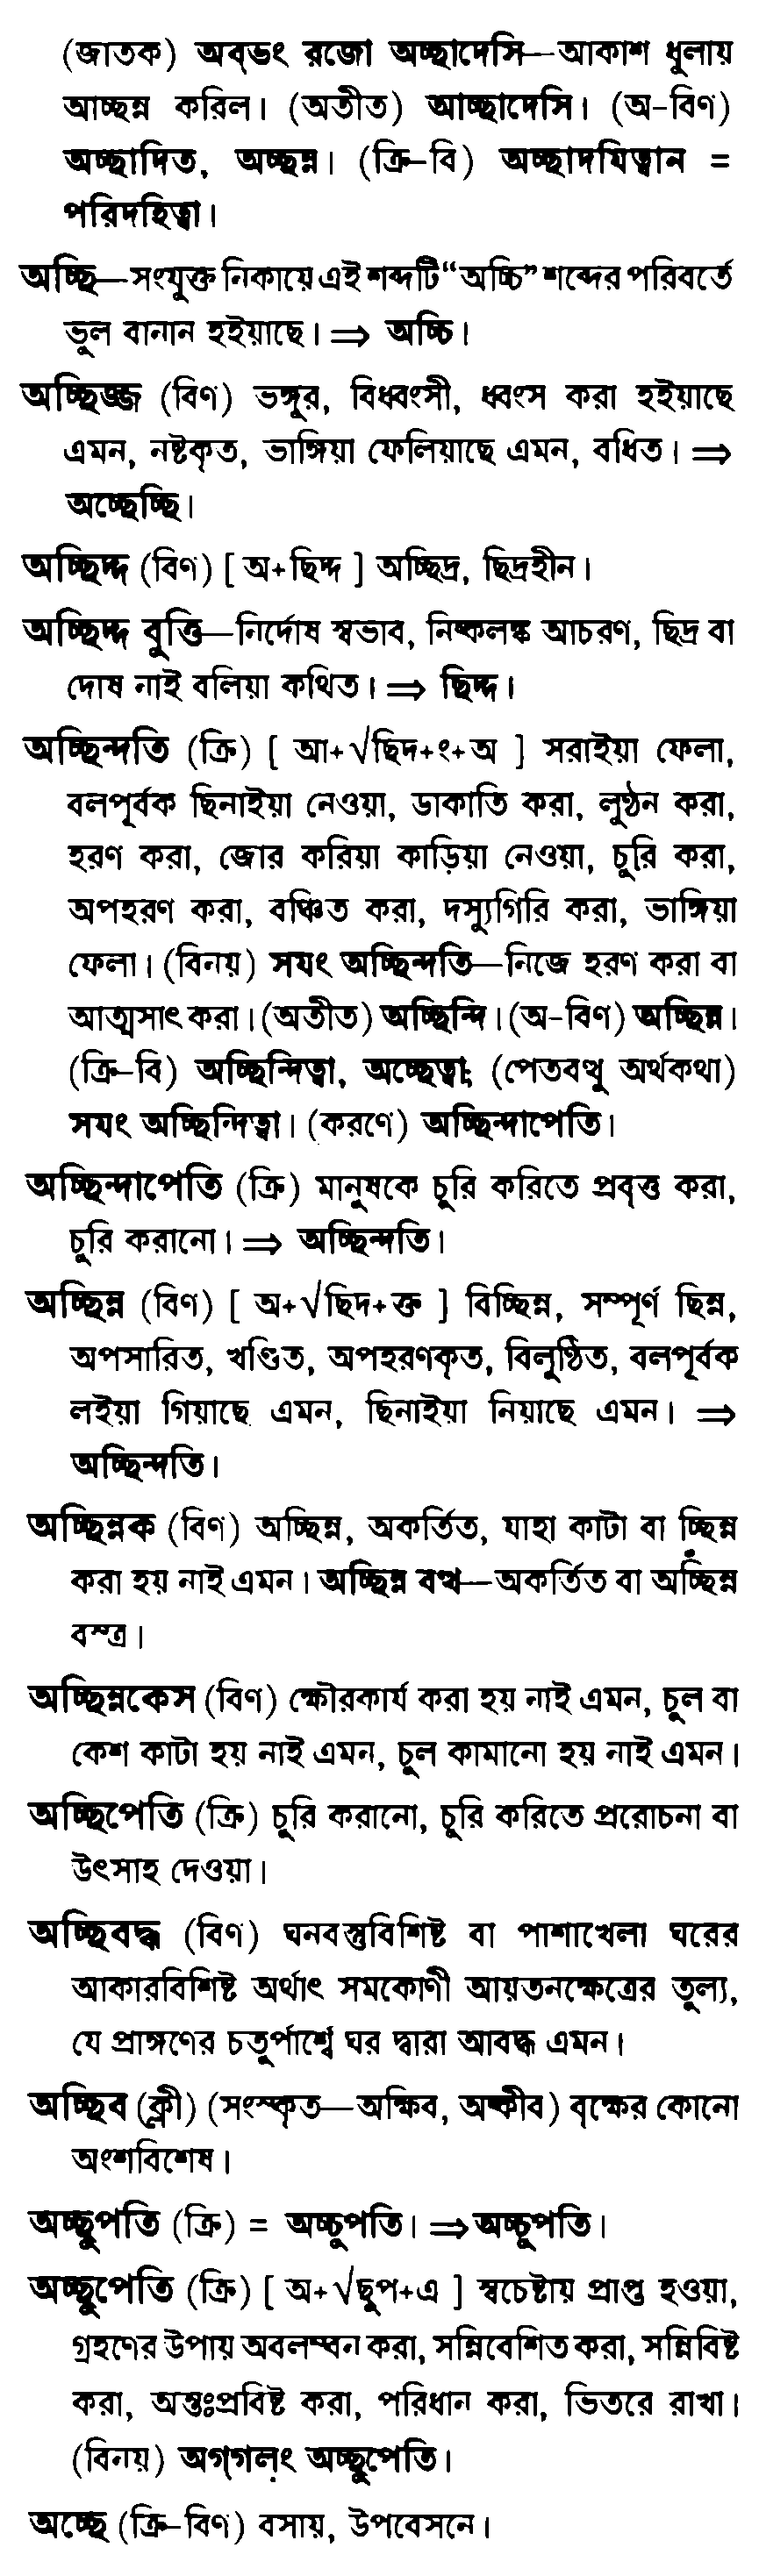 (জাতক) অব্‌ভং রজো অচ্ছাদেসি—আকাশ ধুলায়
আচ্ছন্ন করিল। (অতীত) আচ্ছাদেসি। (অ-বিণ)
অচ্ছাদিত, অচ্ছন্ন। (ক্রি-বি) অচ্ছাদযিত্বান =
পরিদহিত্বা।
অচ্ছি—সংযুক্ত নিকায়ে এই শব্দটি “অচ্চি” শব্দের পরিবর্তে
ভুল বানান হইয়াছে। ⇒ অচ্চি।
অচ্ছিজ্জ (বিণ) ভঙ্গুর, বিধ্বংসী, ধ্বংস করা হইয়াছে
এমন, নষ্টকৃত, ভাঙ্গিয়া ফেলিয়াছে এমন, বধিত। ⇒
অচ্ছেচ্ছি।
অচ্ছিদ্দ (বিণ) [ অ+ছিদ্দ ] অচ্ছিদ্র, ছিদ্রহীন।
অচ্ছিদ্দ বুত্তি—নির্দোষ স্বভাব, নিষ্কলঙ্ক আচরণ, ছিদ্র বা
দোষ নাই বলিয়া কথিত। ⇒ ছিদ্দ।
অচ্ছিন্দতি (ক্রি) [ আ+√ছিদ+ং+অ ] সরাইয়া ফেলা,
বলপূর্বক ছিনাইয়া নেওয়া, ডাকাতি করা, লুণ্ঠন করা,
হরণ করা, জোর করিয়া কাড়িয়া নেওয়া, চুরি করা,
অপহরণ করা, বঞ্চিত করা, দস্যুগিরি করা, ভাঙ্গিয়া
ফেলা। (বিনয়) সযং অচ্ছিন্দতি—নিজে হরণ করা বা
আত্মসাৎ করা। (অতীত) অচ্ছিন্দি। (অ-বিণ) অচ্ছিন্ন।
(ক্রি-বি) অচ্ছিন্দিত্বা, অচ্ছেত্বা; (পেতবত্থু অর্থকথা)
সযং অচ্ছিন্দিত্বা। (করণে) অচ্ছিন্দাপেতি।
অচ্ছিন্দাপেতি (ক্রি) মানুষকে চুরি করিতে প্রবৃত্ত করা,
চুরি করানো। ⇒ অচ্ছিন্দতি।
অচ্ছিন্ন (বিণ) [ অ+√ছিদ+ক্ত ] বিচ্ছিন্ন, সম্পূর্ণ ছিন্ন,
অপসারিত, খণ্ডিত, অপহরণকৃত, বিলুণ্ঠিত, বলপূর্বক
লইয়া গিয়াছে এমন, ছিনাইয়া নিয়াছে এমন। ⇒
অচ্ছিন্দতি।
অচ্ছিন্নক (বিণ) অচ্ছিন্ন, অকর্তিত, যাহা কাটা বা চ্ছিন্ন
করা হয় নাই এমন। অচ্ছিন্ন বত্থ—অকর্তিত বা অচ্ছিন্ন
বস্ত্র।
অচ্ছিন্নকেস (বিণ) ক্ষৌরকার্য করা হয় নাই এমন, চুল বা
কেশ কাটা হয় নাই এমন, চুল কামানো হয় নাই এমন।
অচ্ছিপেতি (ক্রি) চুরি করানো, চুরি করিতে প্ররোচনা বা
উৎসাহ দেওয়া।
অচ্ছিবদ্ধ (বিণ) ঘনবস্তুবিশিষ্ট বা পাশাখেলা ঘরের
আকারবিশিষ্ট অর্থাৎ সমকোণী আয়তনক্ষেত্রের তুল্য,
যে প্রাঙ্গণের চতুর্পার্শ্বে ঘর দ্বারা আবদ্ধ এমন।
অচ্ছিব (ক্লী) (সংস্কৃত—অক্ষিব, অক্ষীব) বৃক্ষের কোনো
অংশবিশেষ।
অচ্ছুপতি (ক্রি) = অচ্চুপতি। ⇒ অচ্চুপতি।
অচ্ছুপেতি (ক্রি) [ অ+√ছুপ+এ ] স্বচেষ্টায় প্রাপ্ত হওয়া,
গ্রহণের উপায় অবলম্বন করা, সন্নিবেশিত করা, সন্নিবিষ্ট
করা, অন্তঃপ্রবিষ্ট করা, পরিধান করা, ভিতরে রাখা।
(বিনয়) অগ্‌গলং অচ্ছুপেতি।
অচ্ছে (ক্রি-বিণ) বসায়, উপবেসনে।